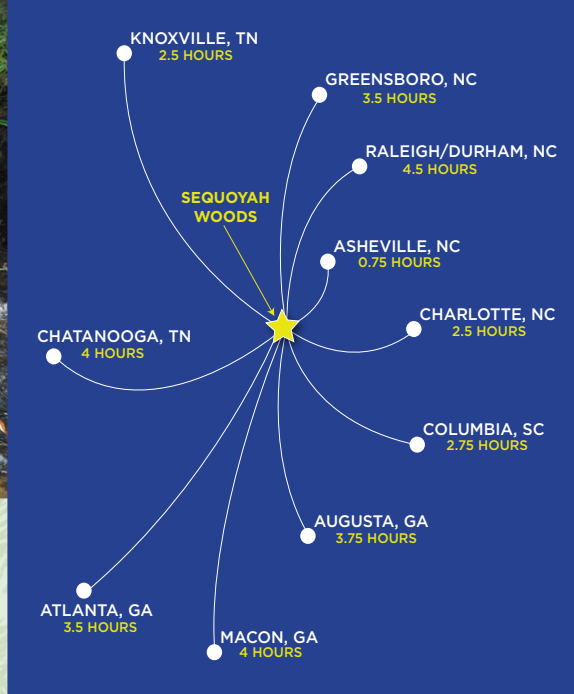 KNOXVILLE, TN
2.5 HOURS
GREENSBORO, NC
3.5 HOURS
RALEIGH/DURHAM, NC
4.5 HOURS
SEQUOYAH
WOODS
ASHEVILLE, NC
0.75 HOURS
CHARLOTTE, NC
2.5 HOURS
CHATANOOGA, TN
4 HOURS
COLUMBIA, SC
2.75 HOURS
AUGUSTA, GA
3.75 HOURS
ATLANTA, GA
3.5 HOURS
MACON, GA
4 HOURS